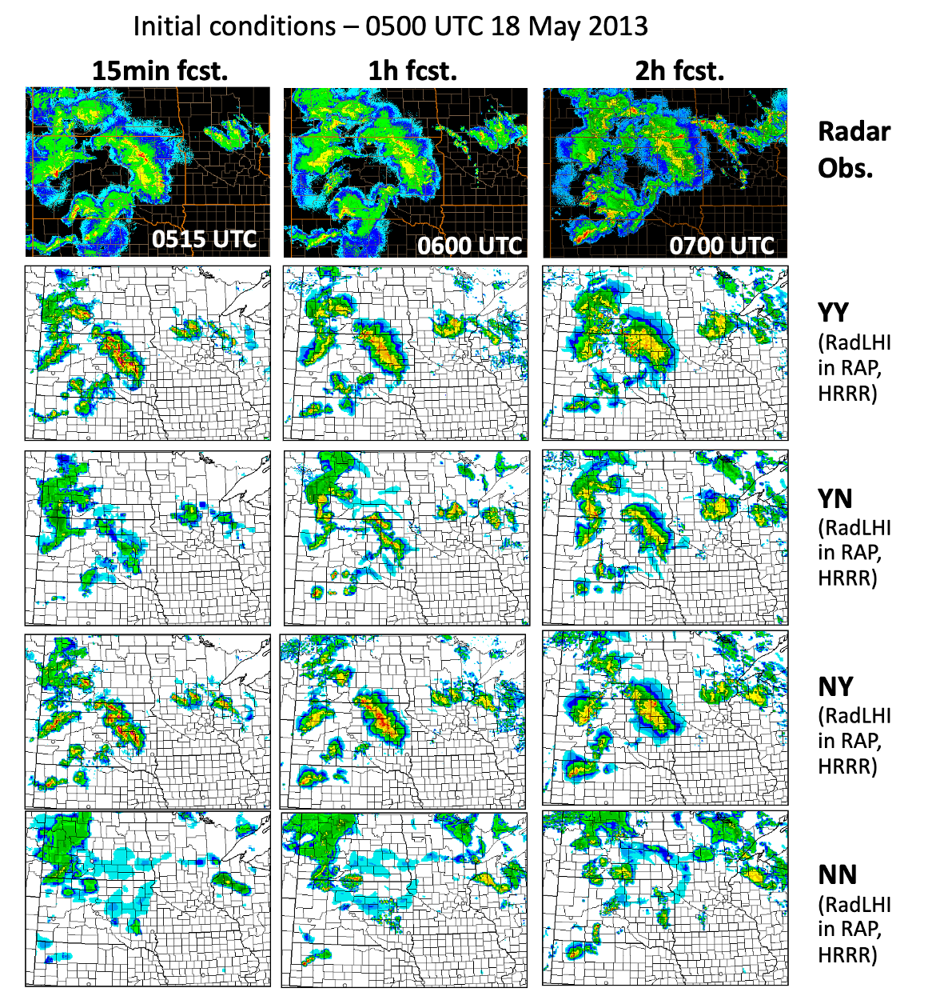 Initial conditions – 0500 UTC 18 May 2013
15min fcst.
1h fcst.
2h fcst.
0515 UTC
0600 UTC
0700 UTC
Radar
Obs.
YY
(RadLHI
in RAP,
HRRR)
YN
(RadLHI
in RAP,
HRRR)
NY
(RadLHI
in RAP,
HRRR)
NN
(RadLHI
in RAP,
HRRR)